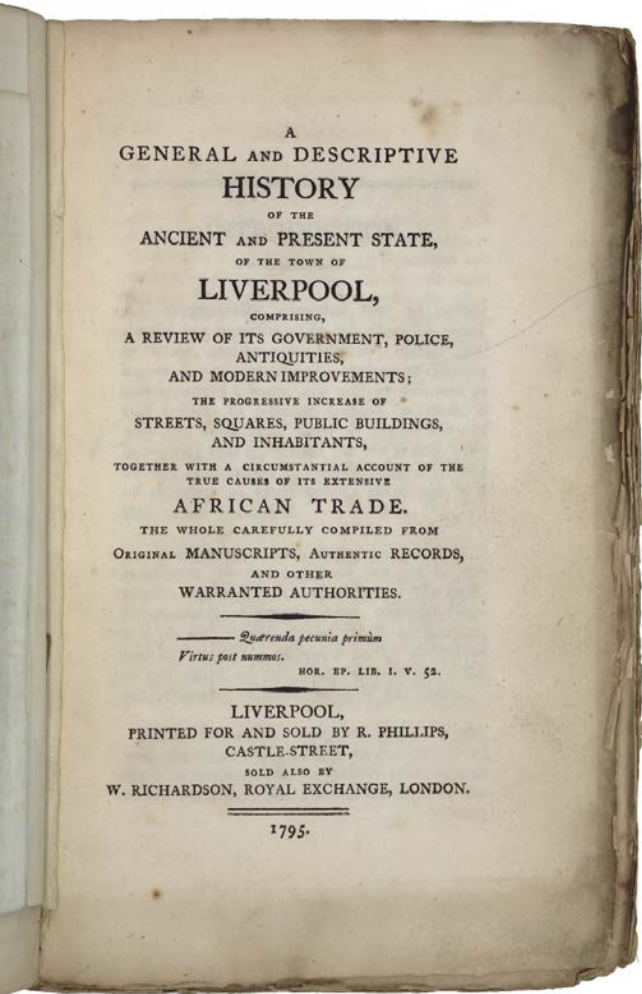 A
GENERAL AND DESCRIPTIVE
HISTORY
OF THE
ANCIENT AND PRESENT STATE,
OF THE TOWN OF
LIVERPOOL,
COMPRISING,
A REVIEW OF ITS GOVERNMENT, POLICE,
ANTIQUITIES,
AND MODERN IMPROVEMENTS;
THE PROGRESSIVE INCREASE OF
STREETS, SQUARES, PUBLIC BUILDINGS,
AND INHABITANTS,
TOGETHER WITH A CIRCUMSTANTIAL ACCOUNT OF THE
TRUE CAUSES OF ITS EXTENSIVE
AFRICAN TRADE.
THE WHOLE CAREFULLY COMPILED FROM
ORIGINAL MANUSCRIPTS, AUTHENTIC RECORDS,
AND OTHER
WARRANTED AUTHORITIES.
——— Quærenda pecunia primùm
Virtus post nummos.
HOR. EP. LIB. I. V. 52.
LIVERPOOL,
PRINTED FOR AND SOLD BY R. PHILLIPS,
CASTLE-STREET,
SOLD ALSO BY
W. RICHARDSON, ROYAL EXCHANGE, LONDON.
1795.